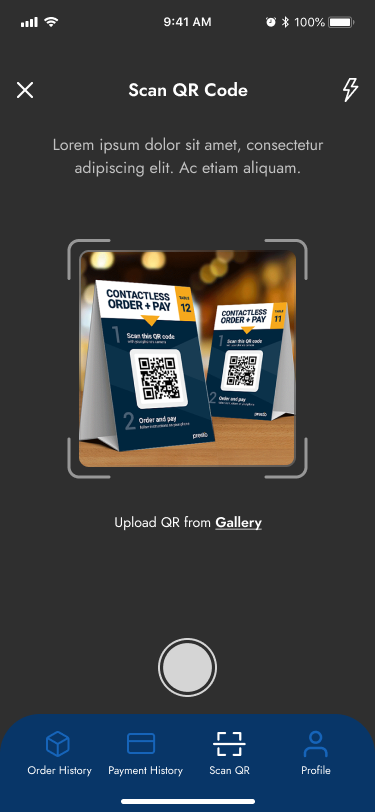 9:41 AM
100%
Scan QR Code
Lorem ipsum dolor sit amet, consectetur
adipiscing elit. Ac etiam aliquam.
CONTACTLESS
ORDER + PAY
TABLE
12
1 Scan this QR code
2 Order and pay
presto
CONTACTLESS
ORDER + PAY
TABLE
11
1 Scan this QR code
2 Order and pay
presto
Upload QR from Gallery
Order History
Payment History
Scan QR
Profile